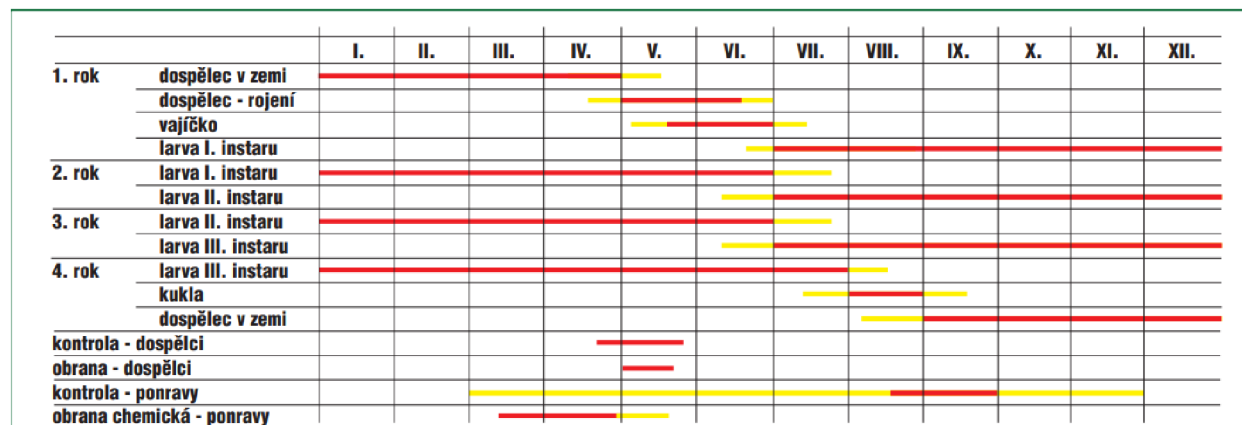 I. II. III. IV. V. VI. VII. VIII. IX. X. XI. XII.
1. rok dospělec v zemi
dospělec - rojení
vajíčko
larva I. instaru
2. rok larva I. instaru
larva II. instaru
3. rok larva II. instaru
larva III. instaru
4. rok larva III. instaru
kukla
dospělec v zemi
kontrola - dospělci
obrana - dospělci
kontrola - ponravy
obrana chemická - ponravy